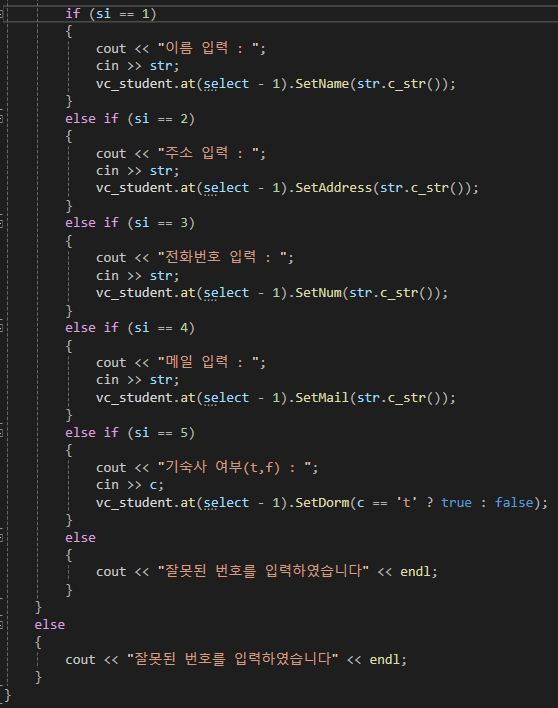 if (si == 1)
{
cout << "이름 입력 : ";
cin >> str;
vc_student.at(select - 1).SetName(str.c_str());
}
else if (si == 2)
{
cout << "주소 입력 : ";
cin >> str;
vc_student.at(select - 1).SetAddress(str.c_str());
}
else if (si == 3)
{
cout << "전화번호 입력 : ";
cin >> str;
vc_student.at(select - 1).SetNum(str.c_str());
}
else if (si == 4)
{
cout << "메일 입력 : ";
cin >> str;
vc_student.at(select - 1).SetMail(str.c_str());
}
else if (si == 5)
{
cout << "기숙사 여부(t,f) : ";
cin >> c;
vc_student.at(select - 1).SetDorm(c == 't' ? true : false);
}
else
{
cout << "잘못된 번호를 입력하였습니다" << endl;
}
}
else
{
cout << "잘못된 번호를 입력하였습니다" << endl;
}
}